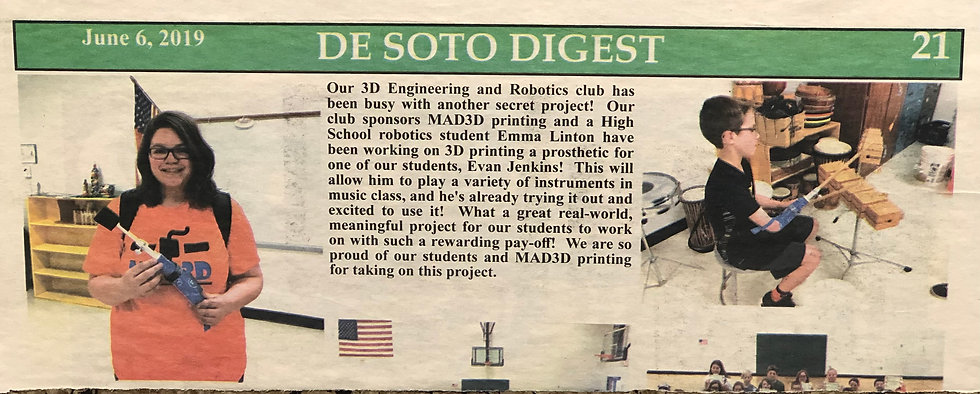 June 6, 2019
DE SOTO DIGEST
21
Our 3D Engineering and Robotics club has
been busy with another secret project! Our
club sponsors MAD3D printing and a High
School robotics student Emma Linton have
been working on 3D printing a prosthetic for
one of our students, Evan Jenkins! This will
allow him to play a variety of instruments in
music class, and he's already trying it out and
excited to use it! What a great real-world,
meaningful project for our students to work
on with such a rewarding pay-off! We are so
proud of our students and MAD3D printing
for taking on this project.